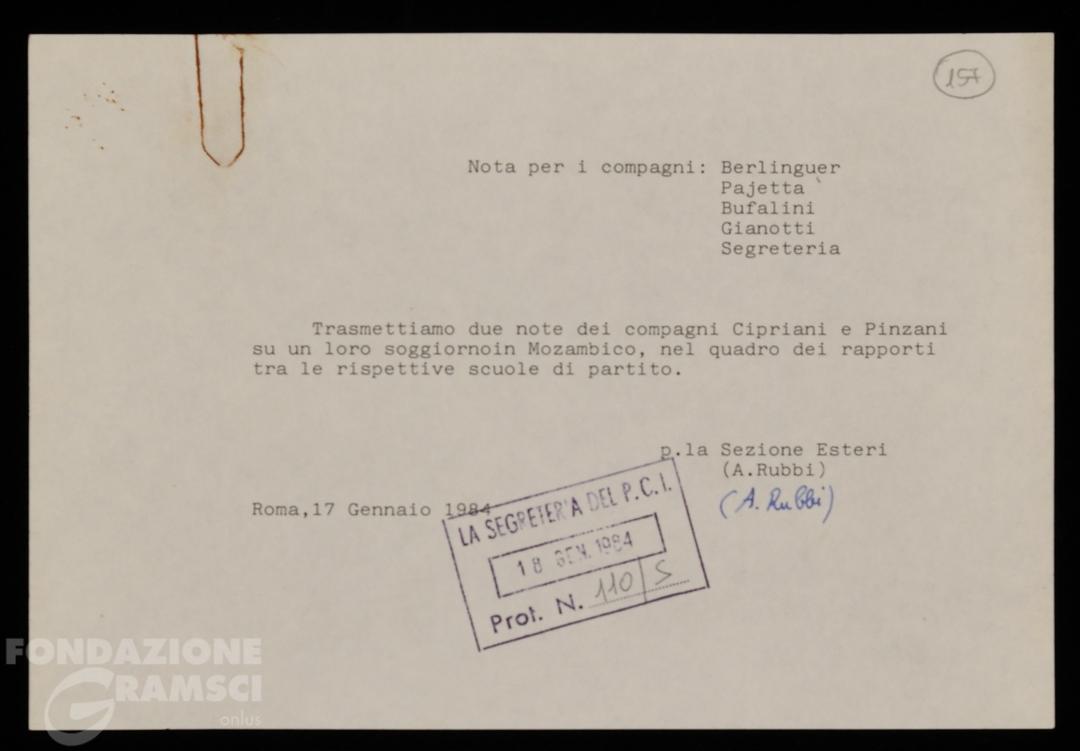 157
Nota per i compagni: Berlinguer
Pajetta
Bufalini
Gianotti
Segreteria
Trasmettiamo due note dei compagni Cipriani e Pinzani
su un loro soggiornoin Mozambico, nel quadro dei rapporti
tra le rispettive scuole di partito.
p.la Sezione Esteri
(A.Rubbi)
(A. Rubbi)
Roma,17 Gennaio 1984
LA SEGRETERIA DEL P.C.I.
18 GEN. 1984
Prot. N. 110/S
FONDAZIONE
GRAMSCI
onlus